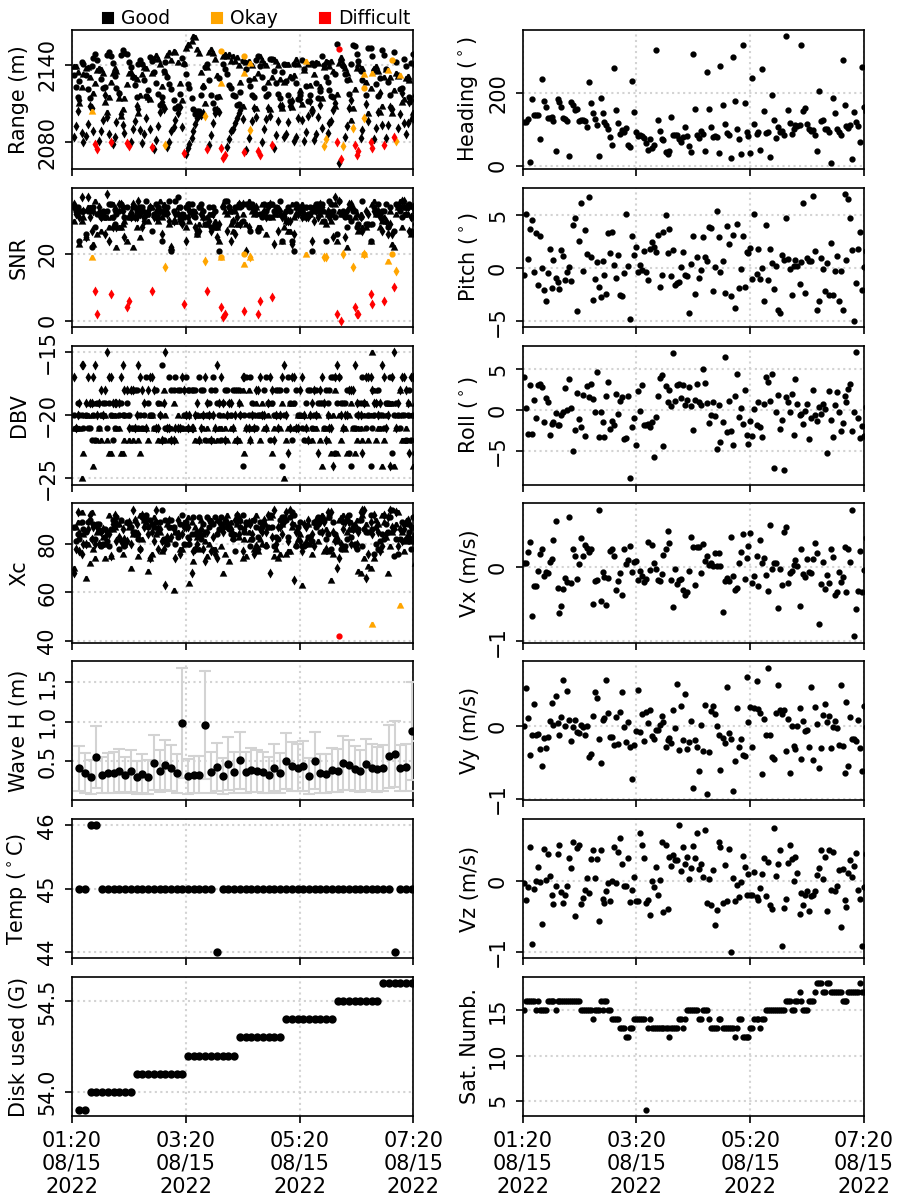 Good Okay Difficult
Range (m)
2140
2080
Heading (°)
200
0
SNR
20
0
Pitch (°)
5
0
−5
DBV
−15
−20
−25
Roll (°)
5
0
−5
Xc
80
60
40
Vx (m/s)
0
−1
Wave H (m)
1.5
1.0
0.5
Vy (m/s)
0
−1
Temp (°C)
46
45
44
Vz (m/s)
0
−1
Disk used (G)
54.5
54.0
Sat. Numb.
15
10
5
01:20 03:20 05:20 07:20
08/15 08/15 08/15 08/15
2022 2022 2022 2022
01:20 03:20 05:20 07:20
08/15 08/15 08/15 08/15
2022 2022 2022 2022